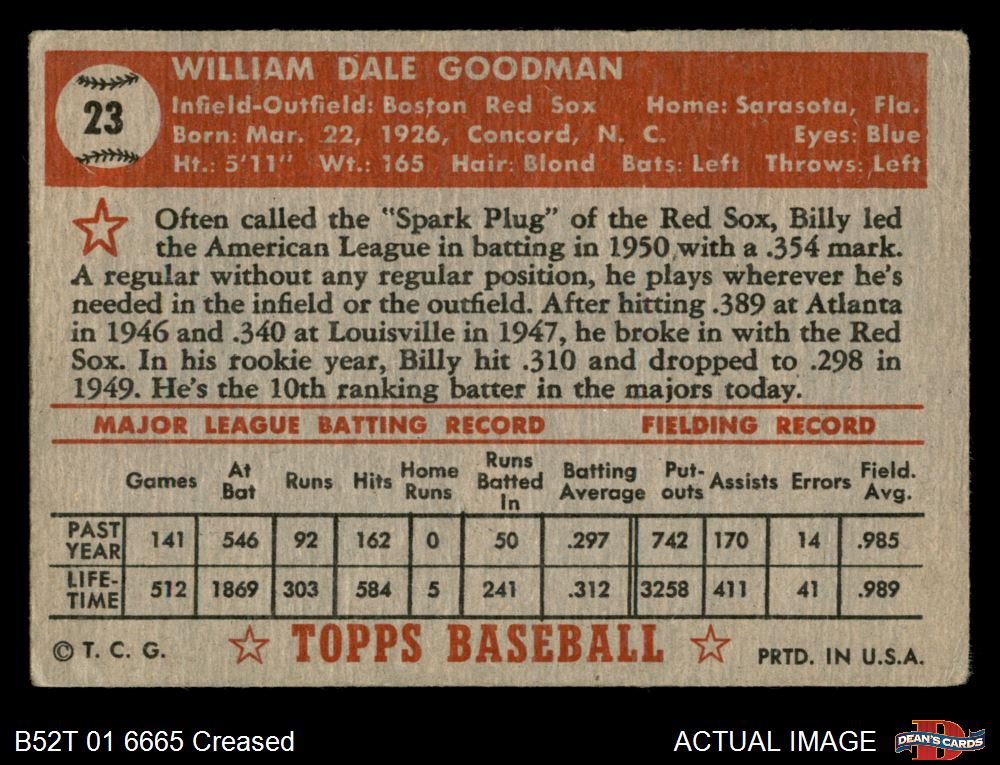 23
WILLIAM DALE GOODMAN
Infield-Outfield: Boston Red Sox Home: Sarasota, Fla.
Born: Mar. 22, 1926, Concord, N. C. Eyes: Blue
Ht.: 5'11" Wt.: 165 Hair: Blond Bats: Left Throws: Left
Often called the "Spark Plug" of the Red Sox, Billy led
the American League in batting in 1950 with a .354 mark.
A regular without any regular position, he plays wherever he's
needed in the infield or the outfield. After hitting .389 at Atlanta
in 1946 and .340 at Louisville in 1947, he broke in with the Red
Sox. In his rookie year, Billy hit .310 and dropped to .298 in
1949. He's the 10th ranking batter in the majors today.
MAJOR LEAGUE BATTING RECORD FIELDING RECORD
Games At Bat Runs Hits Home Runs Runs Batted In Batting Average Put-outs Assists Errors Field. Avg.
PAST YEAR 141 546 92 162 0 50 .297 742 170 14 .985
LIFE-TIME 512 1869 303 584 5 241 .312 3258 411 41 .989
© T. C. G. TOPPS BASEBALL PRTD. IN U.S.A.
B52T 01 6665 Creased ACTUAL IMAGE DEAN'S CARDS